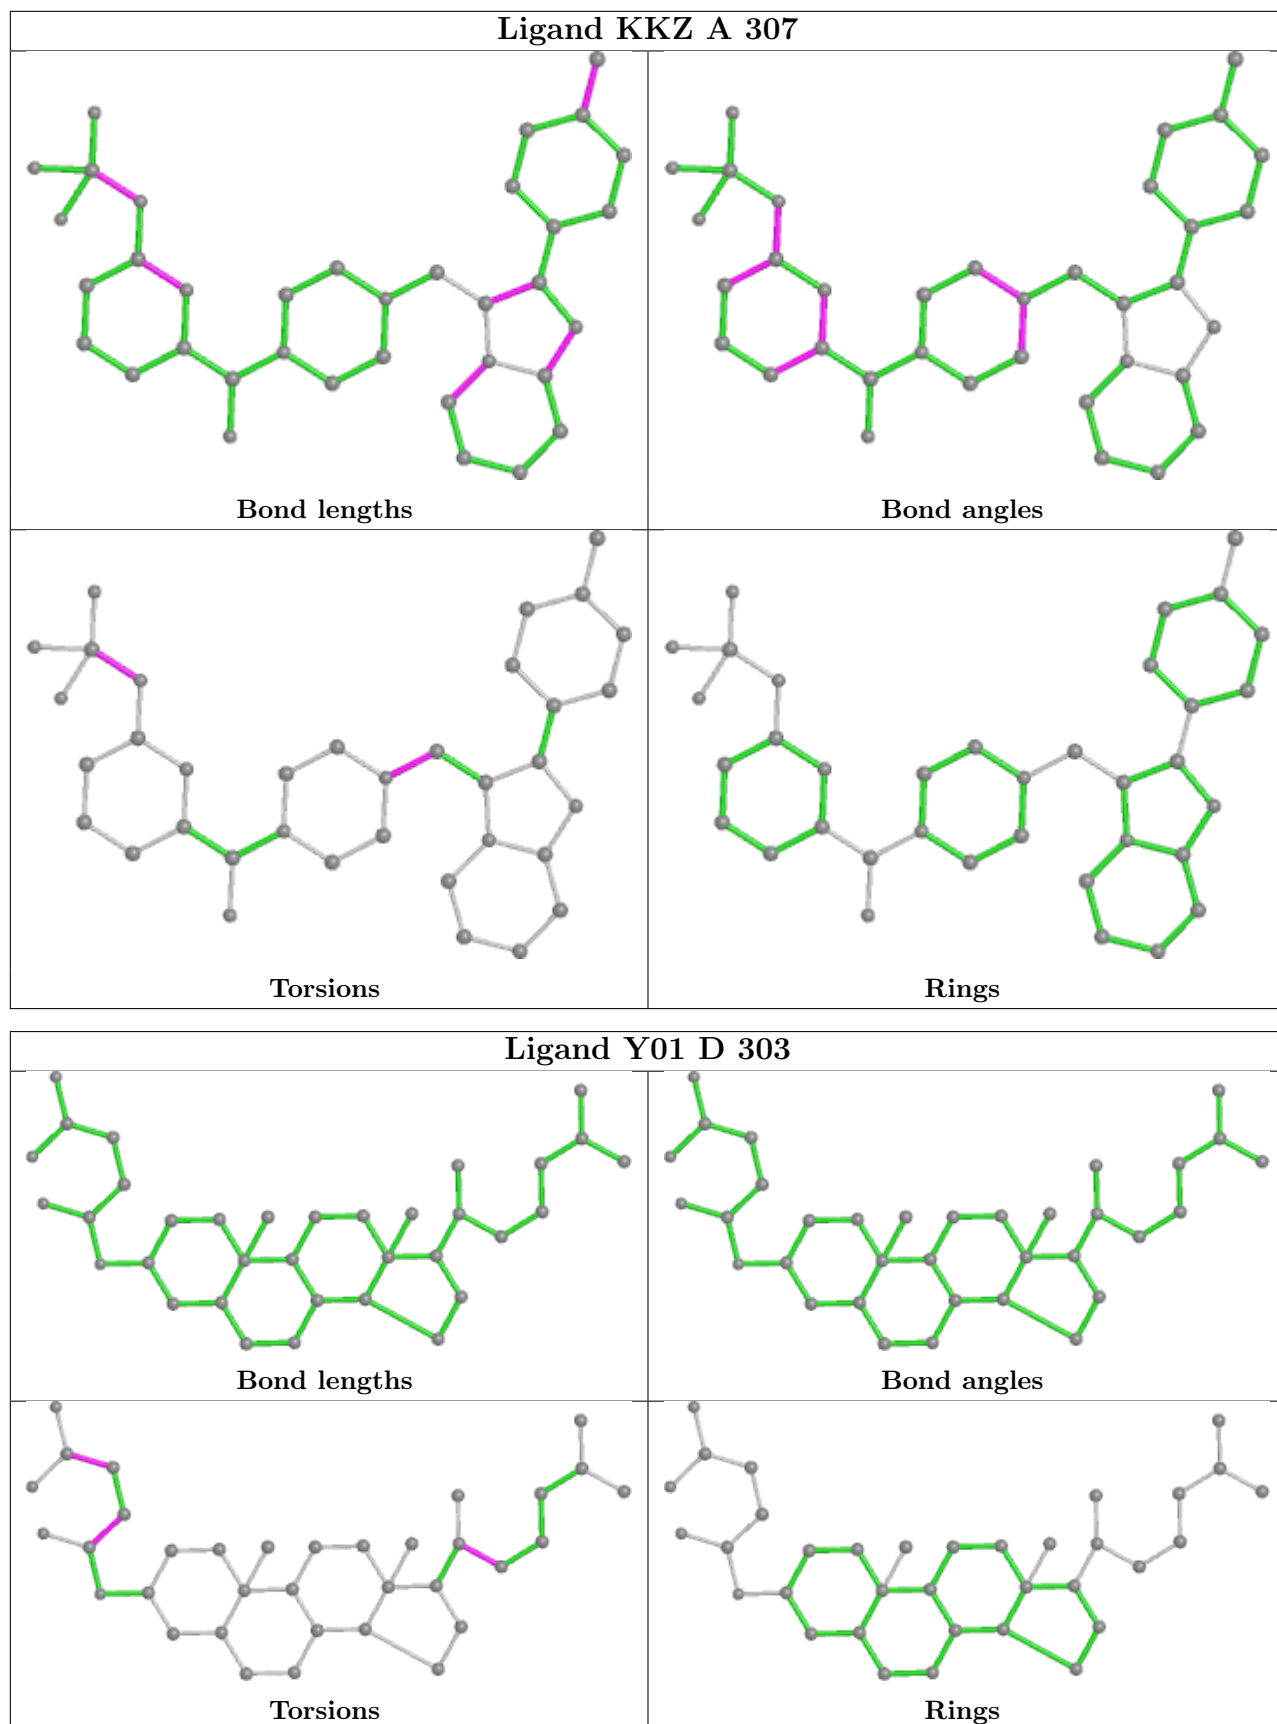 Ligand KKZ A 307
Bond lengths
Bond angles
Torsions
Rings
Ligand Y01 D 303
Bond lengths
Bond angles
Torsions
Rings